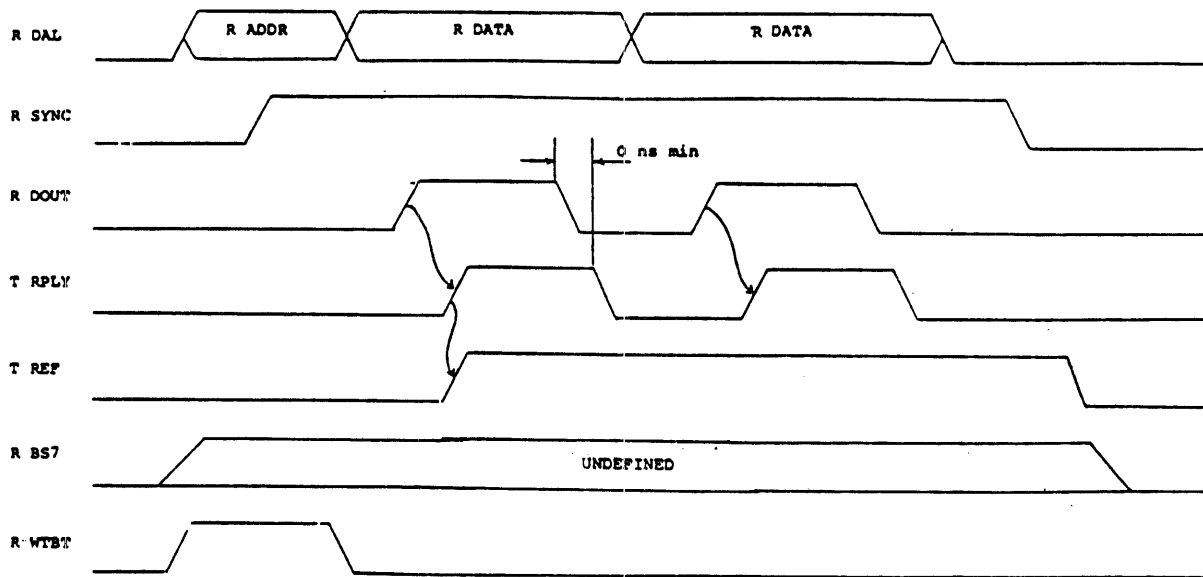 R DAL
R ADDR
R DATA
R DATA
R SYNC
0 ns min
R DOUT
T RPLY
T REF
R BS7
UNDEFINED
R WTBT